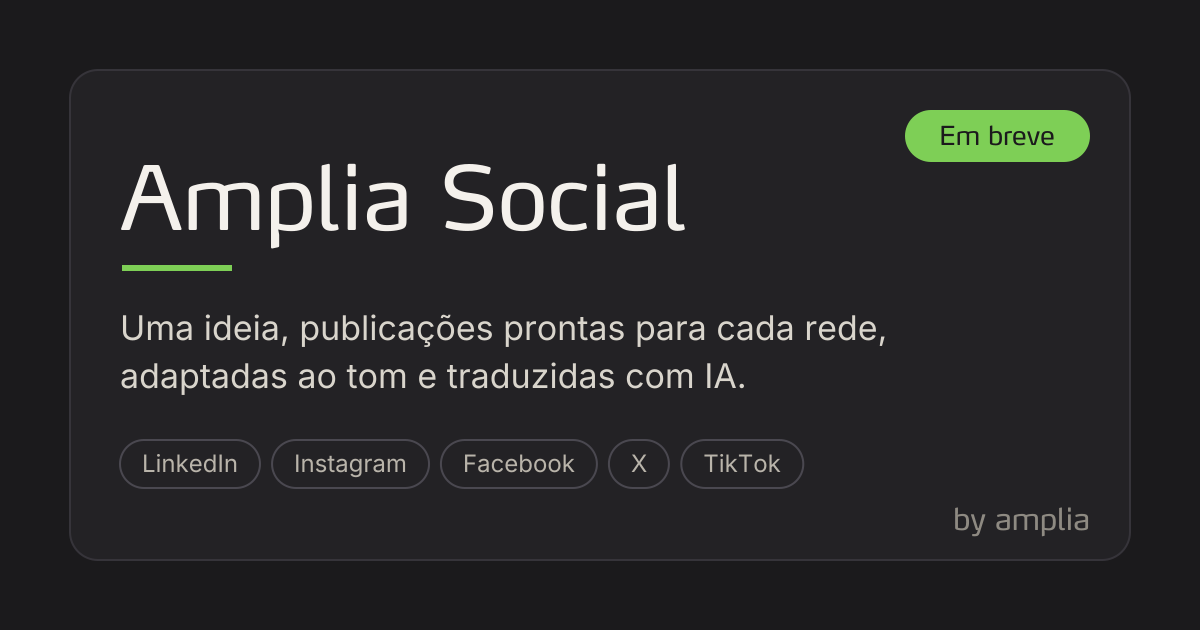 Em breve
Amplia Social
Uma ideia, publicações prontas para cada rede,
adaptadas ao tom e traduzidas com IA.
LinkedIn Instagram Facebook X TikTok
by amplia